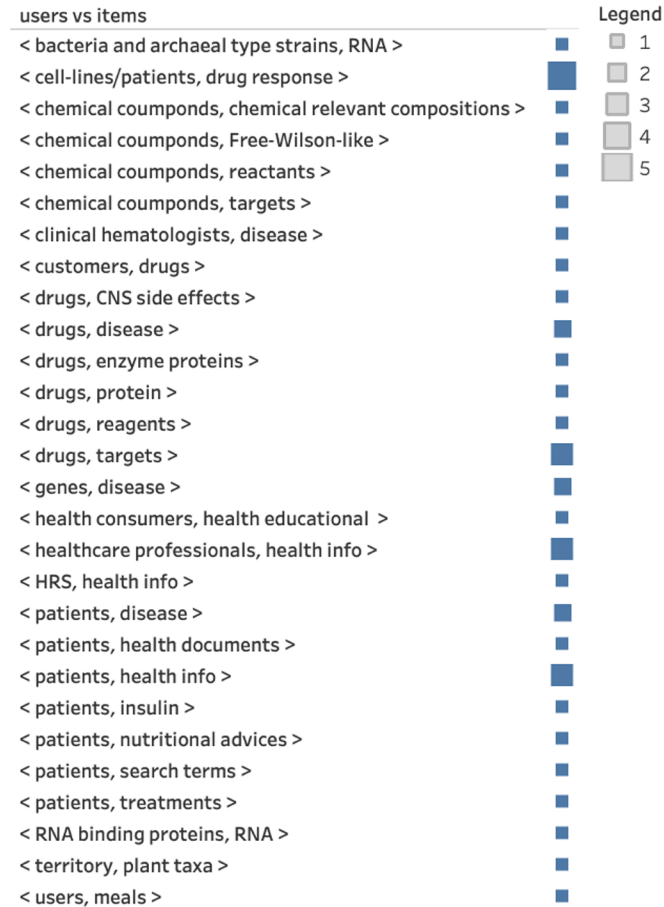 users vs items
Legend
< bacteria and archaeal type strains, RNA >
1
< cell-lines/patients, drug response >
2
< chemical coumponds, chemical relevant compositions >
3
< chemical coumponds, Free-Wilson-like >
4
< chemical coumponds, reactants >
5
< chemical coumponds, targets >
< clinical hematologists, disease >
< customers, drugs >
< drugs, CNS side effects >
< drugs, disease >
< drugs, enzyme proteins >
< drugs, protein >
< drugs, reagents >
< drugs, targets >
< genes, disease >
< health consumers, health educational  >
< healthcare professionals, health info >
< HRS, health info >
< patients, disease >
< patients, health documents >
< patients, health info >
< patients, insulin >
< patients, nutritional advices >
< patients, search terms >
< patients, treatments >
< RNA binding proteins, RNA >
< territory, plant taxa >
< users, meals >